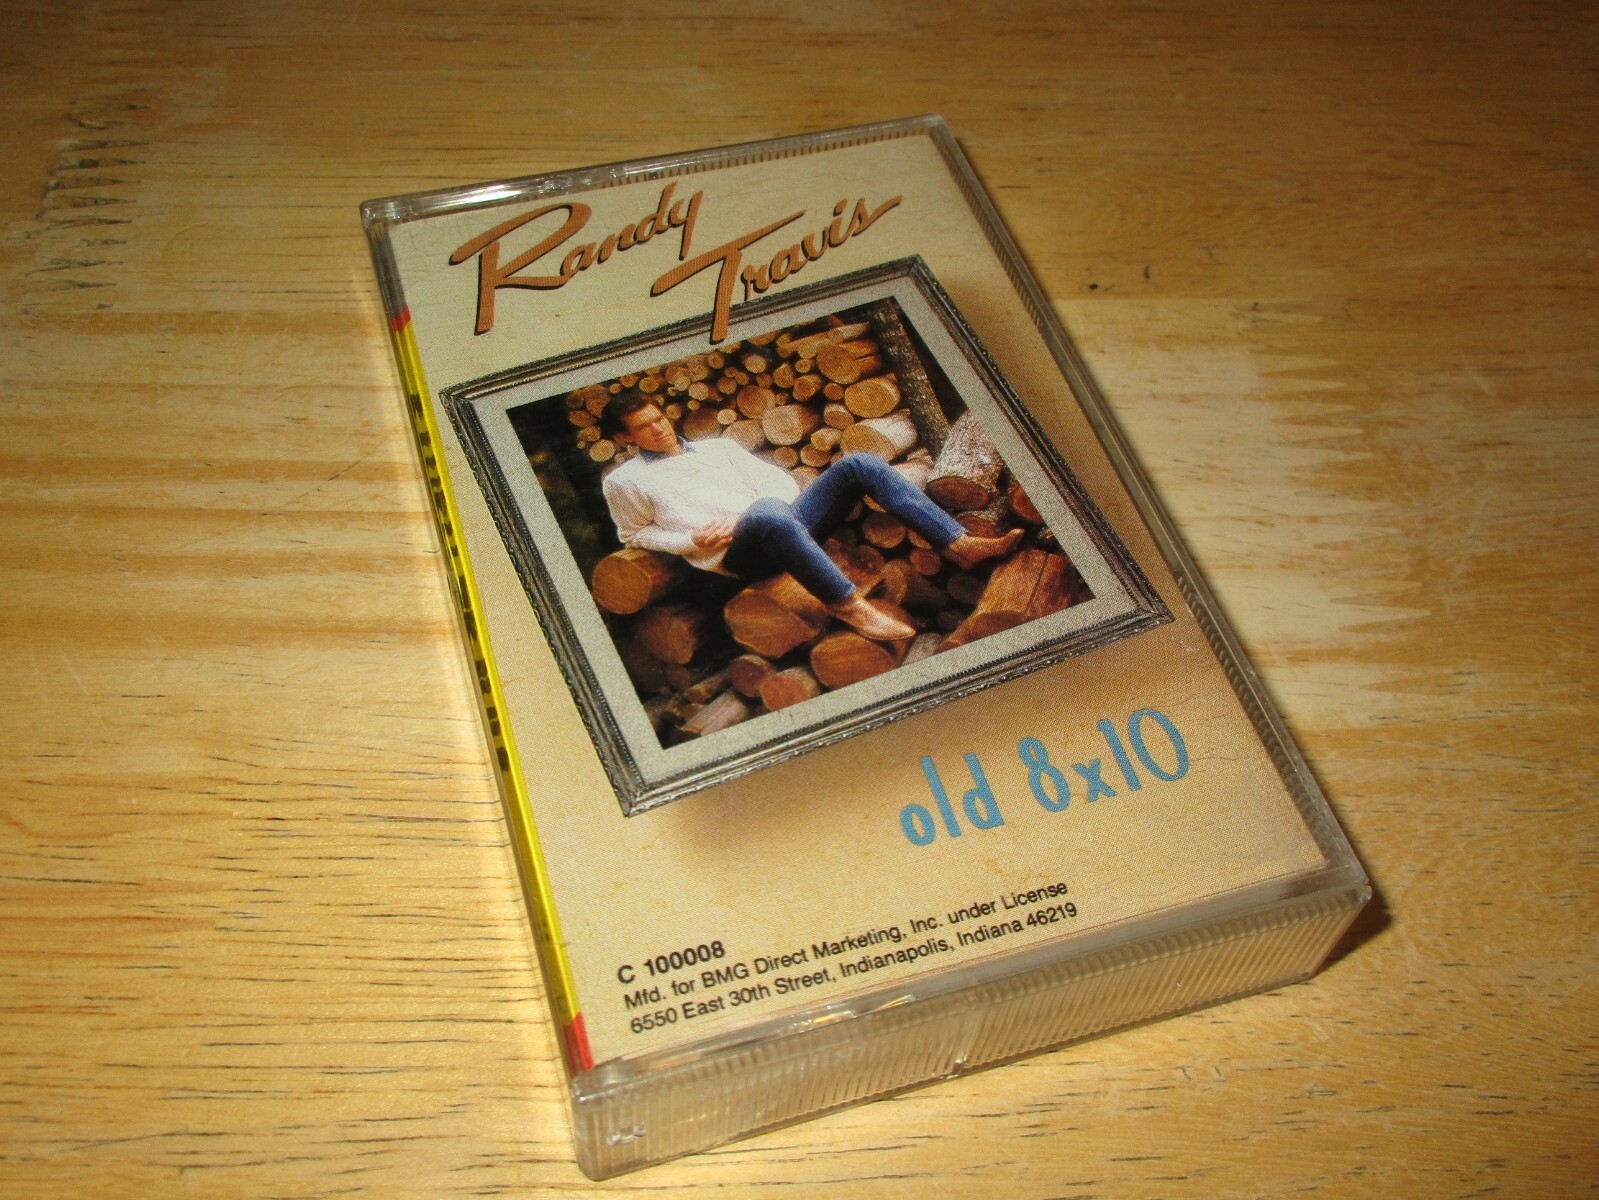 Randy
Travis
old 8x10
C 100008
Mfd. for BMG Direct Marketing, Inc. under License
6550 East 30th Street, Indianapolis, Indiana 46219